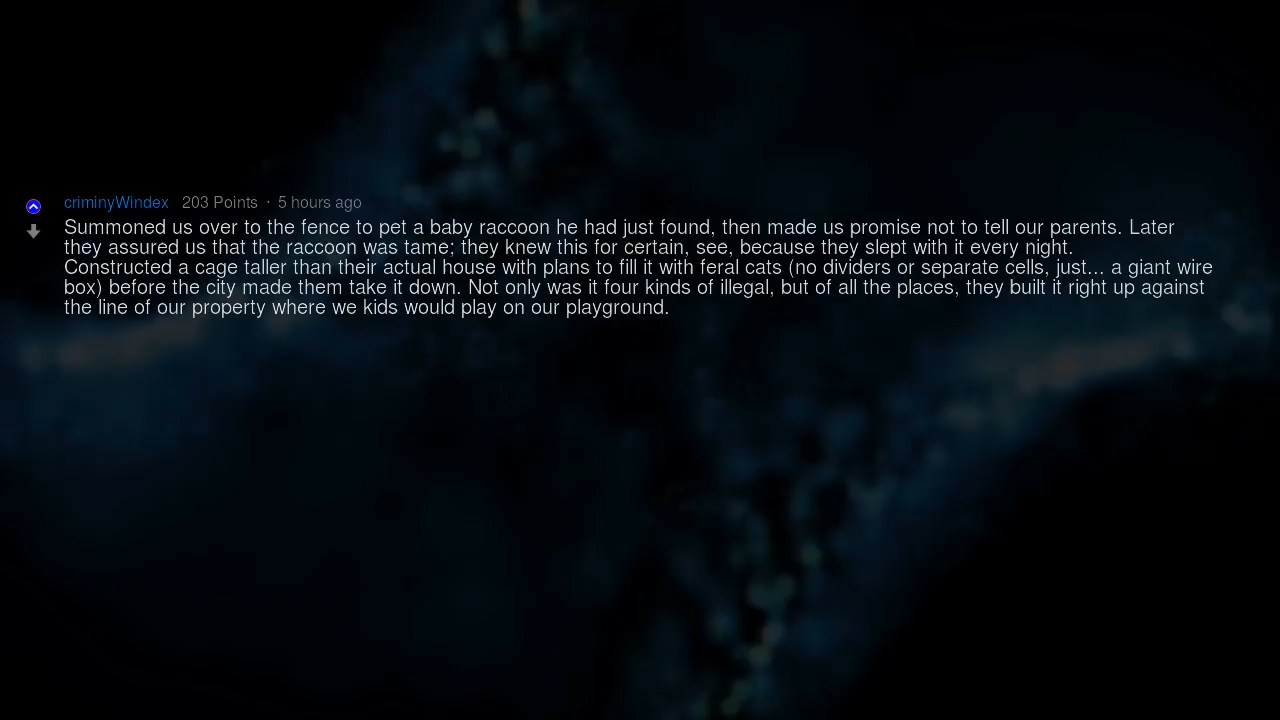 criminyWindex 203 Points · 5 hours ago
Summoned us over to the fence to pet a baby raccoon he had just found, then made us promise not to tell our parents. Later
they assured us that the raccoon was tame; they knew this for certain, see, because they slept with it every night.
Constructed a cage taller than their actual house with plans to fill it with feral cats (no dividers or separate cells, just... a giant wire
box) before the city made them take it down. Not only was it four kinds of illegal, but of all the places, they built it right up against
the line of our property where we kids would play on our playground.